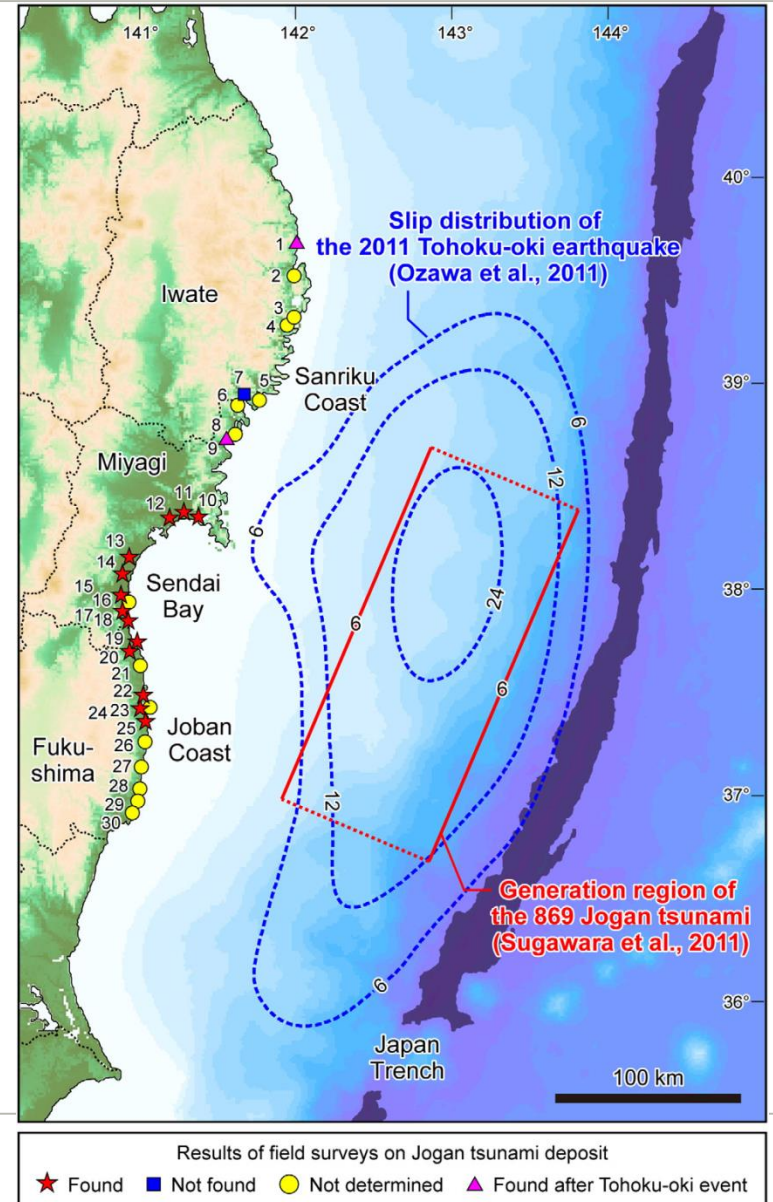 141°
142°
143°
144°
40°
Slip distribution of
the 2011 Tohoku-oki earthquake
(Ozawa et al., 2011)
1
2
Iwate
3
4
39°
7
5
6
Sanriku
Coast
8
9
6
12
Miyagi
11
12
10
6
13
14
Sendai
Bay
38°
15
16
17
18
24
6
19
20
21
6
22
24
23
25
Joban
Coast
26
Fuku-
shima
27
28
29
30
12
37°
Generation region of
the 869 Jogan tsunami
(Sugawara et al., 2011)
6
36°
Japan
Trench
100 km
Results of field surveys on Jogan tsunami deposit
Found
Not found
Not determined
Found after Tohoku-oki event